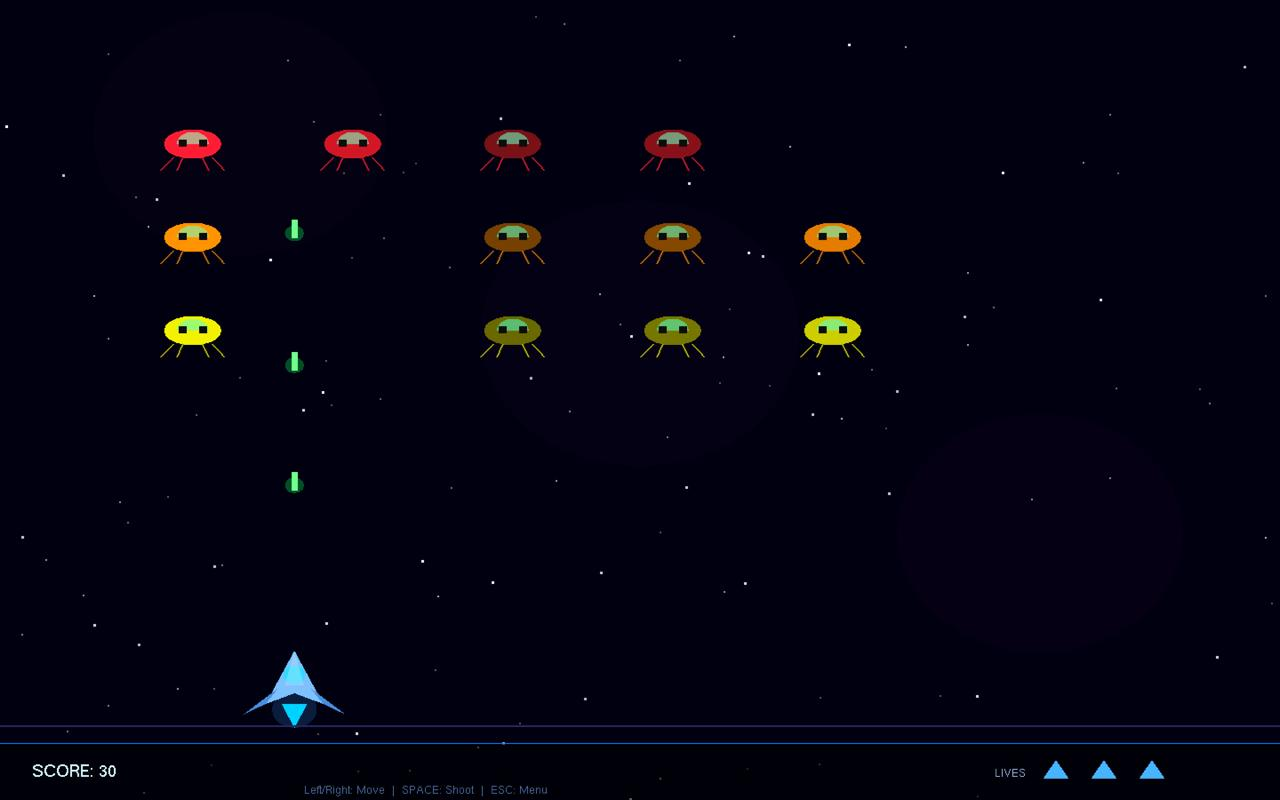 SCORE: 30
LIVES
Left/Right: Move | SPACE: Shoot | ESC: Menu